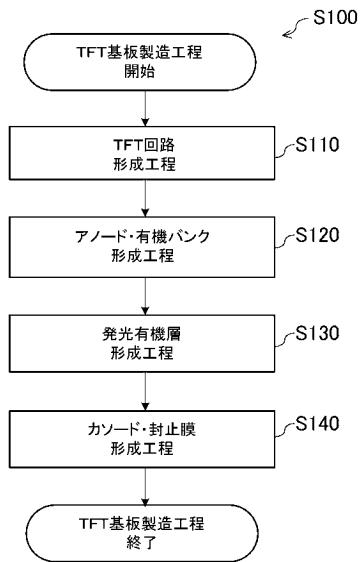 S100
TFT基板製造工程
開始
TFT回路
形成工程
S110
アノード・有機バンク
形成工程
S120
発光有機層
形成工程
S130
カソード・封止膜
形成工程
S140
TFT基板製造工程
終了